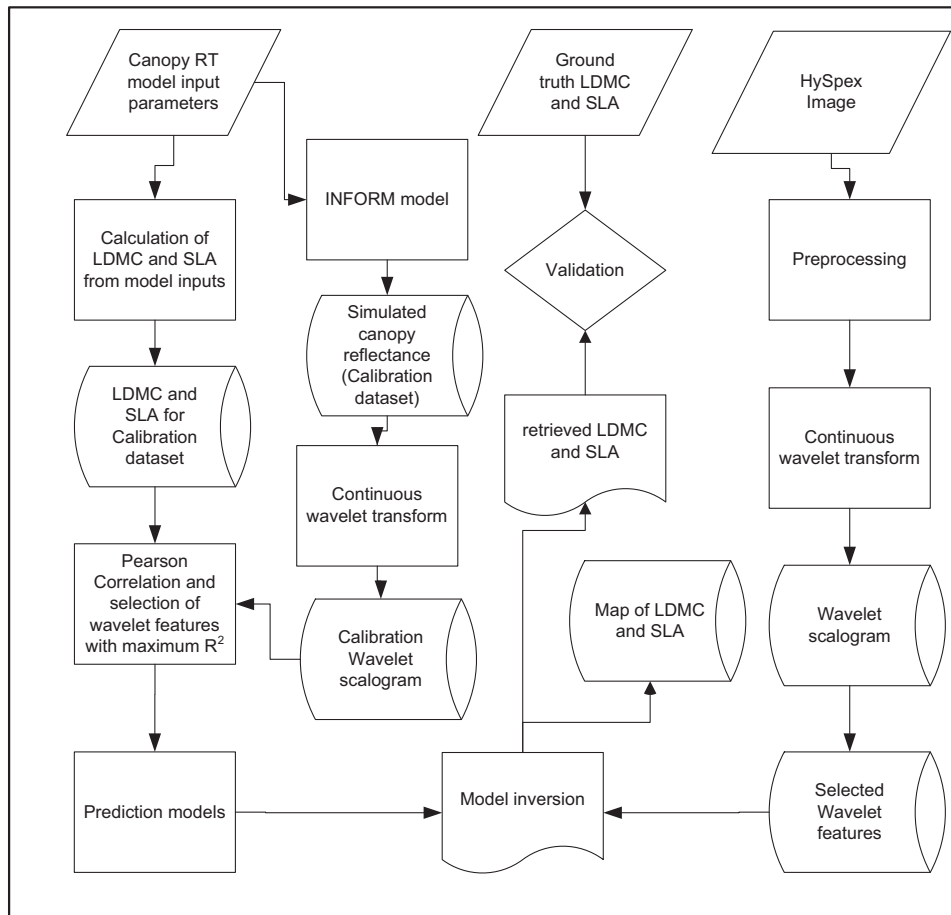 Canopy RT
model input
parameters
Ground
truth LDMC
and SLA
HySpex
Image
INFORM model
Calculation of
LDMC and SLA
from model inputs
Validation
Preprocessing
Simulated
canopy
reflectance
(Calibration
dataset)
LDMC and
SLA for
Calibration
dataset
retrieved LDMC
and SLA
Continuous
wavelet transform
Continuous
wavelet transform
Pearson
Correlation and
selection of
wavelet features
with maximum R²
Calibration
Wavelet
scalogram
Map of LDMC
and SLA
Wavelet
scalogram
Prediction models
Model inversion
Selected
Wavelet
features